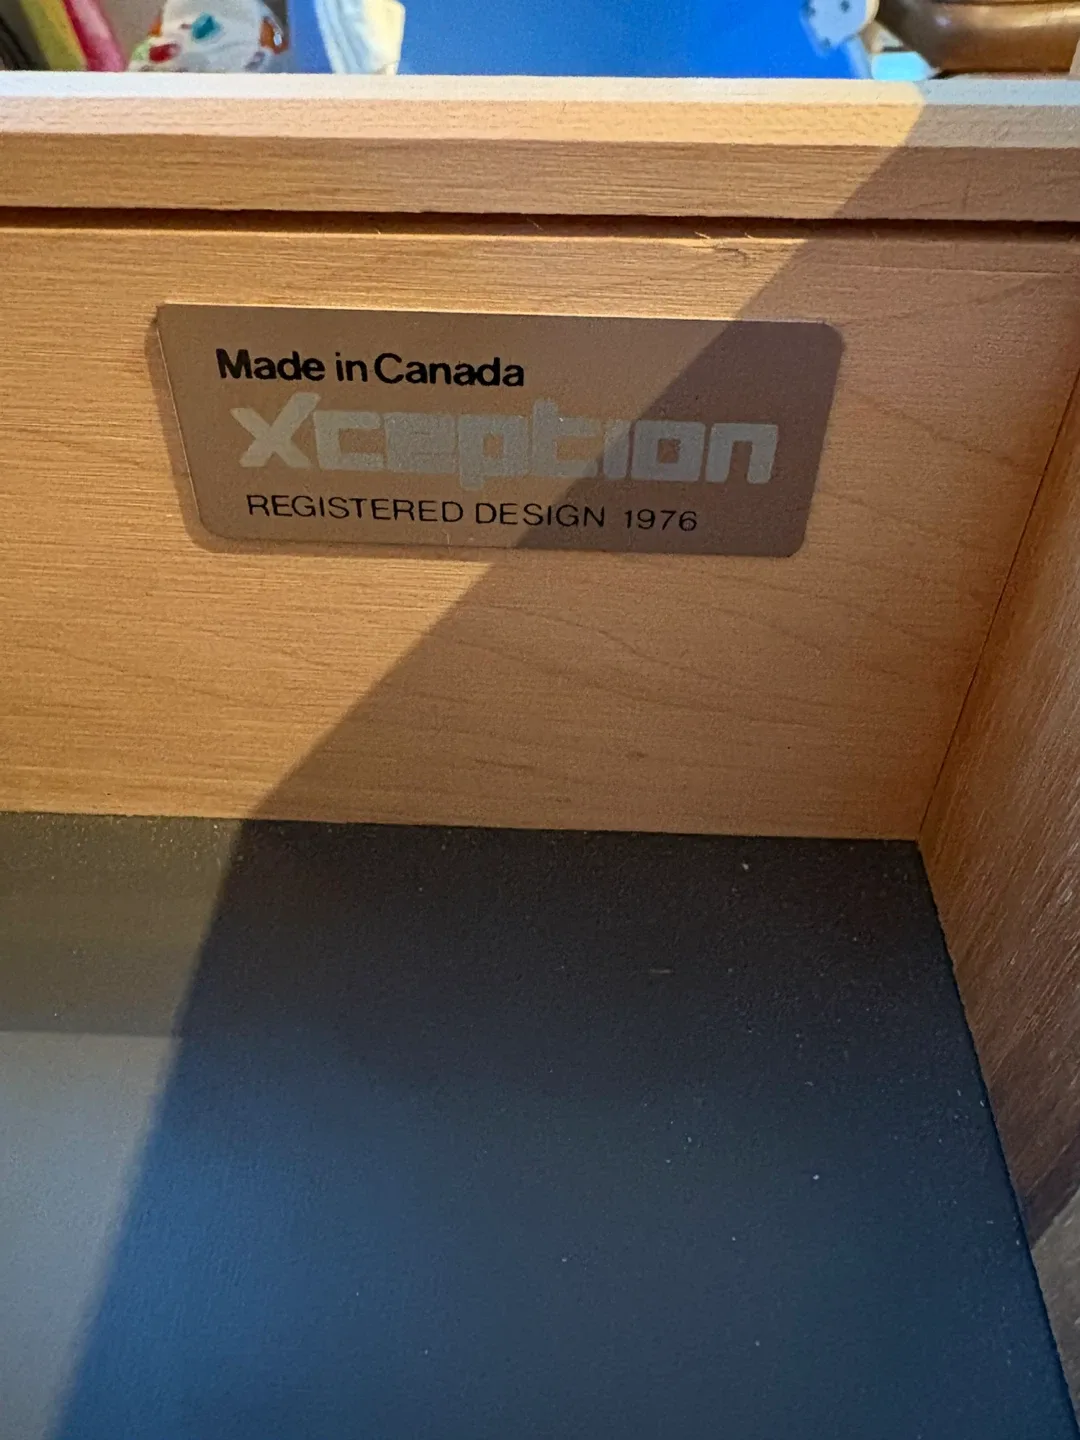 Made in Canada
xception
REGISTERED DESIGN 1976